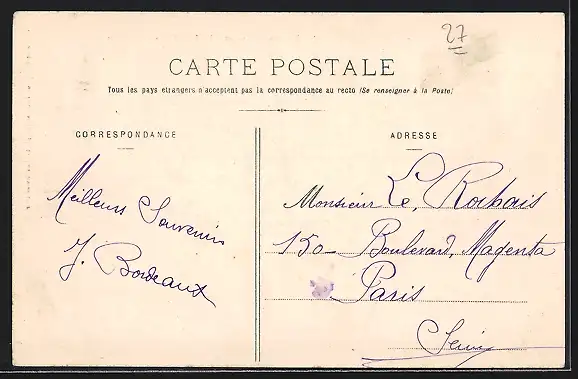 27
CARTE POSTALE
Tous les pays étrangers n'acceptent pas la correspondance au recto (Se renseigner à la Poste)
CORRESPONDANCE
Meilleurs Souvenirs
J. Bordeaux
ADRESSE
Monsieur Le Rochais
150 Boulevard, Magenta
Paris
(Seine)